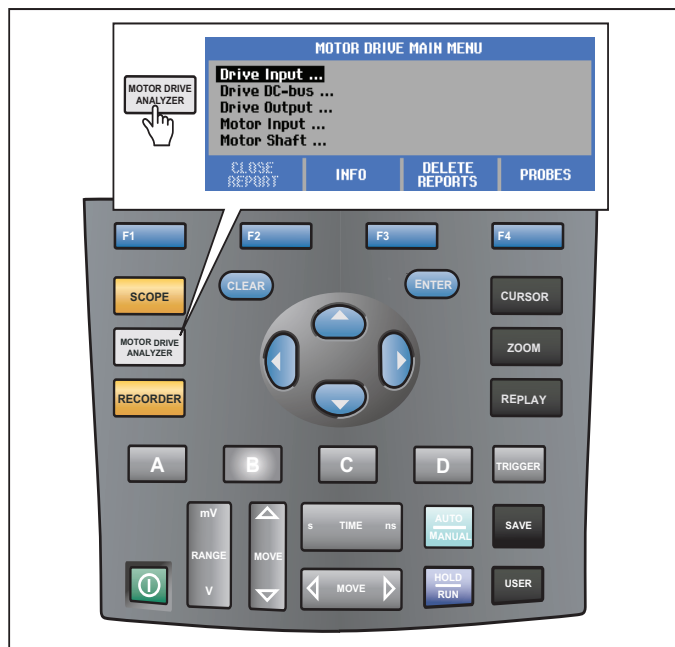 MOTOR DRIVE MAIN MENU
MOTOR DRIVE
ANALYZER
Drive Input ...
Drive DC-bus ...
Drive Output ...
Motor Input ...
Motor Shaft ...
CLOSE
REPORT
INFO
DELETE
REPORTS
PROBES
F1
F2
F3
F4
SCOPE
CLEAR
ENTER
CURSOR
MOTOR DRIVE
ANALYZER
ZOOM
RECORDER
REPLAY
A
B
C
D
TRIGGER
mV
RANGE
V
MOVE
s TIME ns
AUTO
MANUAL
SAVE
MOVE
HOLD
RUN
USER